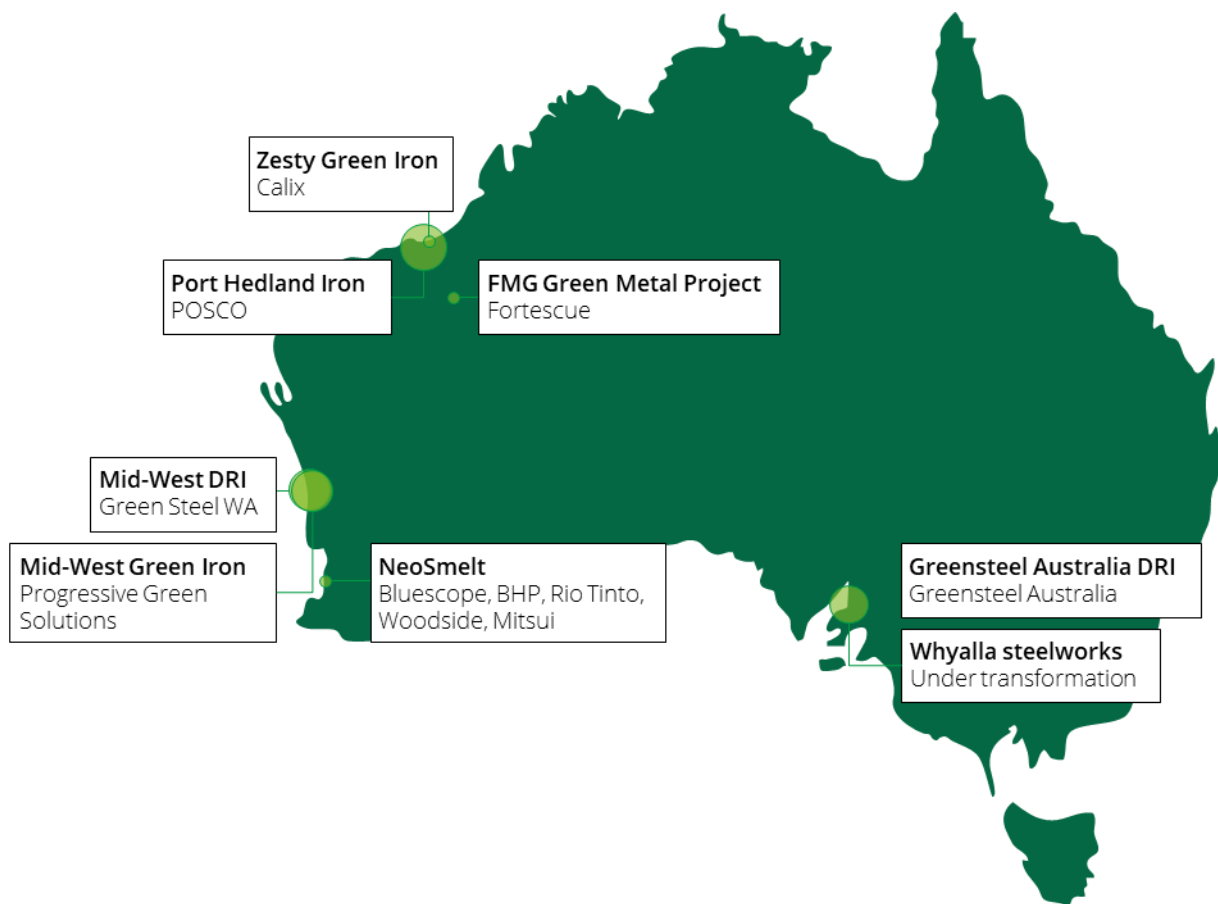 Zesty Green Iron
Calix
Port Hedland Iron
POSCO
FMG Green Metal Project
Fortescue
Mid-West DRI
Green Steel WA
Mid-West Green Iron
Progressive Green
Solutions
NeoSmelt
Bluescope, BHP, Rio Tinto,
Woodside, Mitsui
Greensteel Australia DRI
Greensteel Australia
Whyalla steelworks
Under transformation